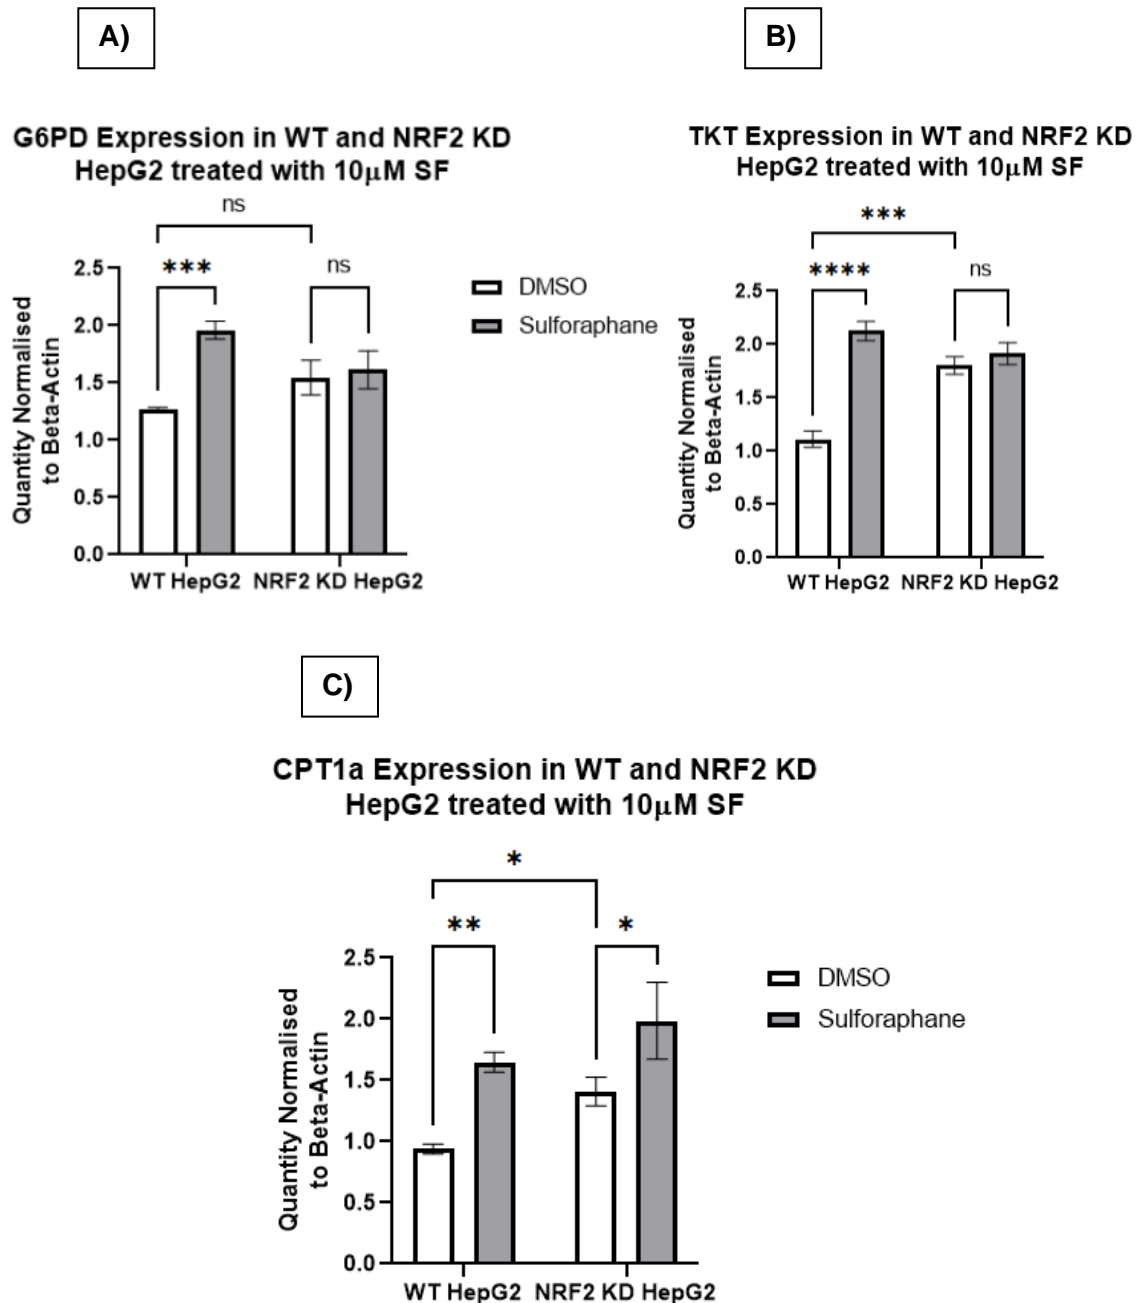 A)
B)
G6PD Expression in WT and NRF2 KD
HepG2 treated with 10μM SF
ns
***
ns
2.5
2.0
1.5
1.0
0.5
0.0
Quantity Normalised
to Beta-Actin
WT HepG2
NRF2 KD HepG2
DMSO
Sulforaphane
TKT Expression in WT and NRF2 KD
HepG2 treated with 10μM SF
***
****
ns
2.5
2.0
1.5
1.0
0.5
0.0
Quantity Normalised
to Beta-Actin
WT HepG2
NRF2 KD HepG2
C)
CPT1a Expression in WT and NRF2 KD
HepG2 treated with 10μM SF
*
**
*
2.5
2.0
1.5
1.0
0.5
0.0
Quantity Normalised
to Beta-Actin
WT HepG2
NRF2 KD HepG2
DMSO
Sulforaphane